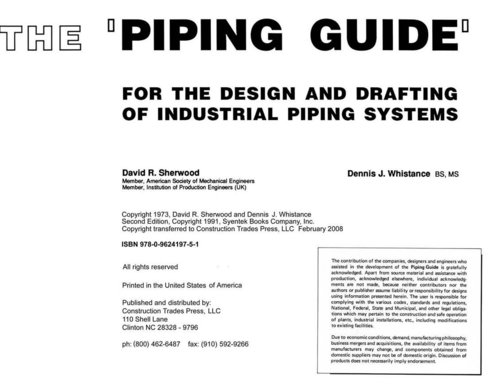 THE 'PIPING GUIDE'
FOR THE DESIGN AND DRAFTING
OF INDUSTRIAL PIPING SYSTEMS
David R. Sherwood
Member, American Society of Mechanical Engineers
Member, Institution of Production Engineers (UK)
Dennis J. Whistance BS, MS
Copyright 1973, David R. Sherwood and Dennis J. Whistance
Second Edition, Copyright 1991, Syentek Books Company, Inc.
Copyright transferred to Construction Trades Press, LLC February 2008
ISBN 978-0-9624197-5-1
All rights reserved
Printed in the United States of America
Published and distributed by:
Construction Trades Press, LLC
110 Shell Lane
Clinton NC 28328 - 9796
ph: (800) 462-6487 fax: (910) 592-9266
The contribution of the companies, designers and engineers who
assisted in the development of the Piping Guide is gratefully
acknowledged. Apart from source material and assistance with
production, acknowledged elsewhere, individual acknowledg-
ments are not made, because neither contributors nor the
authors or publisher assume liability or responsibility for designs
using information presented herein. The user is responsible for
complying with the various codes, standards and regulations,
National, Federal, State and Municipal, and other legal obliga-
tions which may pertain to the construction and safe operation
of plants, industrial installations, etc., including modifications
to existing facilities.
Due to economic conditions, demand, manufacturing philosophy,
business mergers and acquisitions, the availability of items from
manufacturers may change, and components obtained from
domestic suppliers may not be of domestic origin. Discussion of
products does not necessarily imply endorsement.